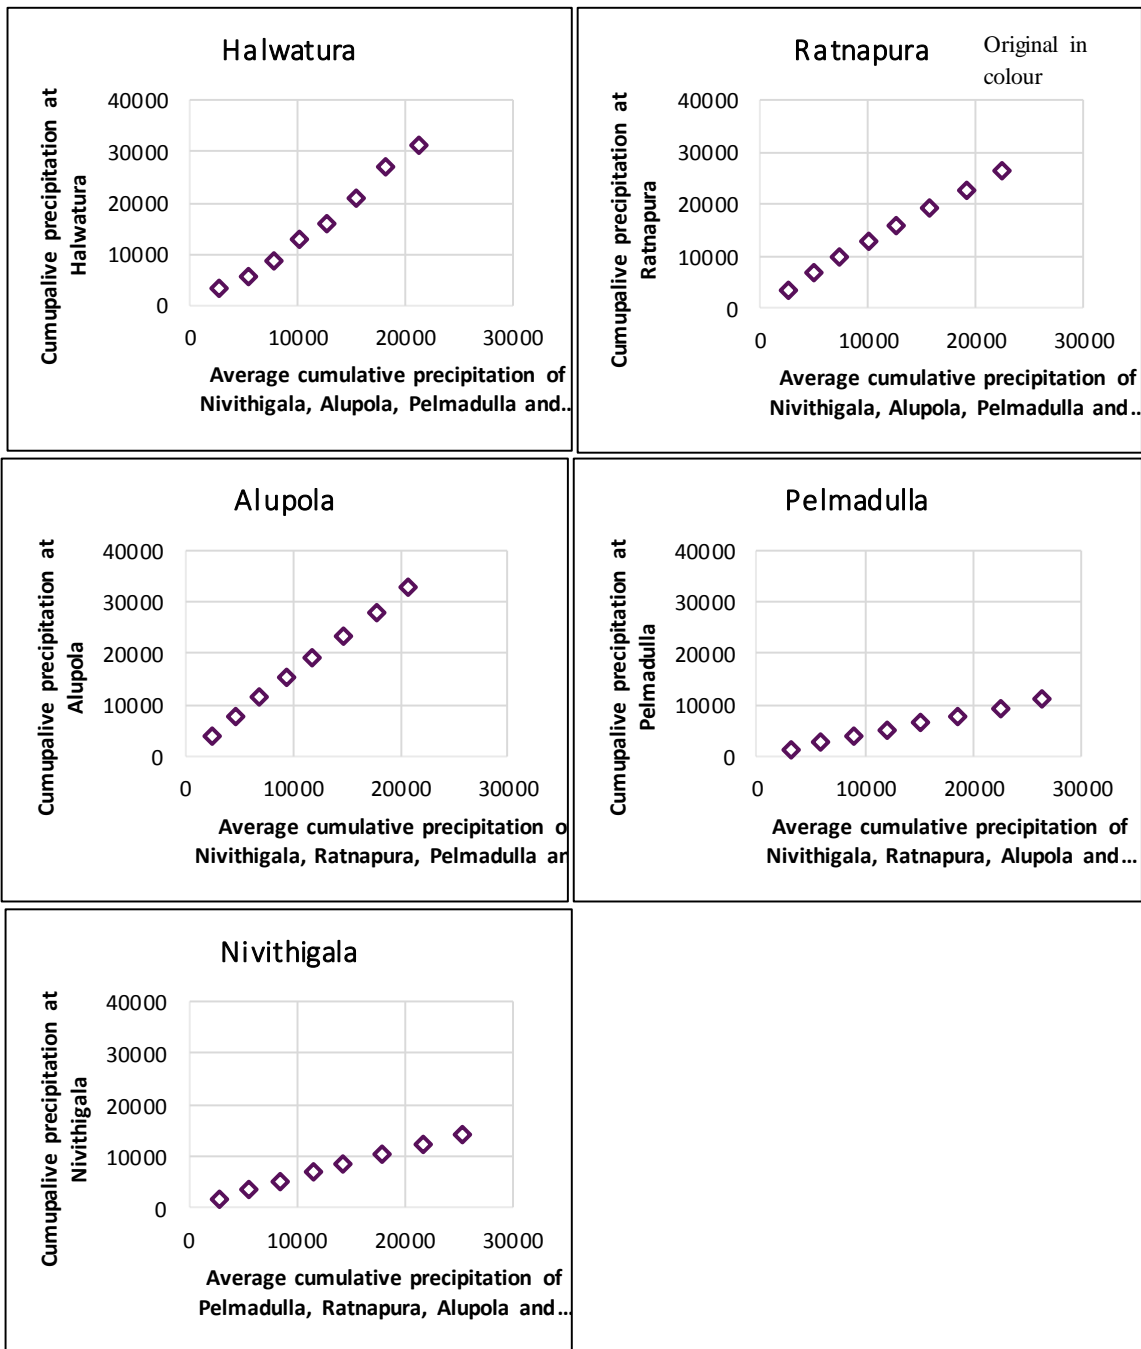 Halwatura
Cumupalive precipitation at
Halwatura
40000
30000
20000
10000
0
0 10000 20000 30000
Average cumulative precipitation of
Nivithigala, Alupola, Pelmadulla and...
Ratnapura
Original in
colour
Cumupalive precipitation at
Ratnapura
40000
30000
20000
10000
0
0 10000 20000 30000
Average cumulative precipitation of
Nivithigala, Alupola, Pelmadulla and...
Alupola
Cumupalive precipitation at
Alupola
40000
30000
20000
10000
0
0 10000 20000 30000
Average cumulative precipitation o
Nivithigala, Ratnapura, Pelmadulla an
Pelmadulla
Cumupalive precipitation at
Pelmadulla
40000
30000
20000
10000
0
0 10000 20000 30000
Average cumulative precipitation of
Nivithigala, Ratnapura, Alupola and...
Nivithigala
Cumupalive precipitation at
Nivithigala
40000
30000
20000
10000
0
0 10000 20000 30000
Average cumulative precipitation of
Pelmadulla, Ratnapura, Alupola and...